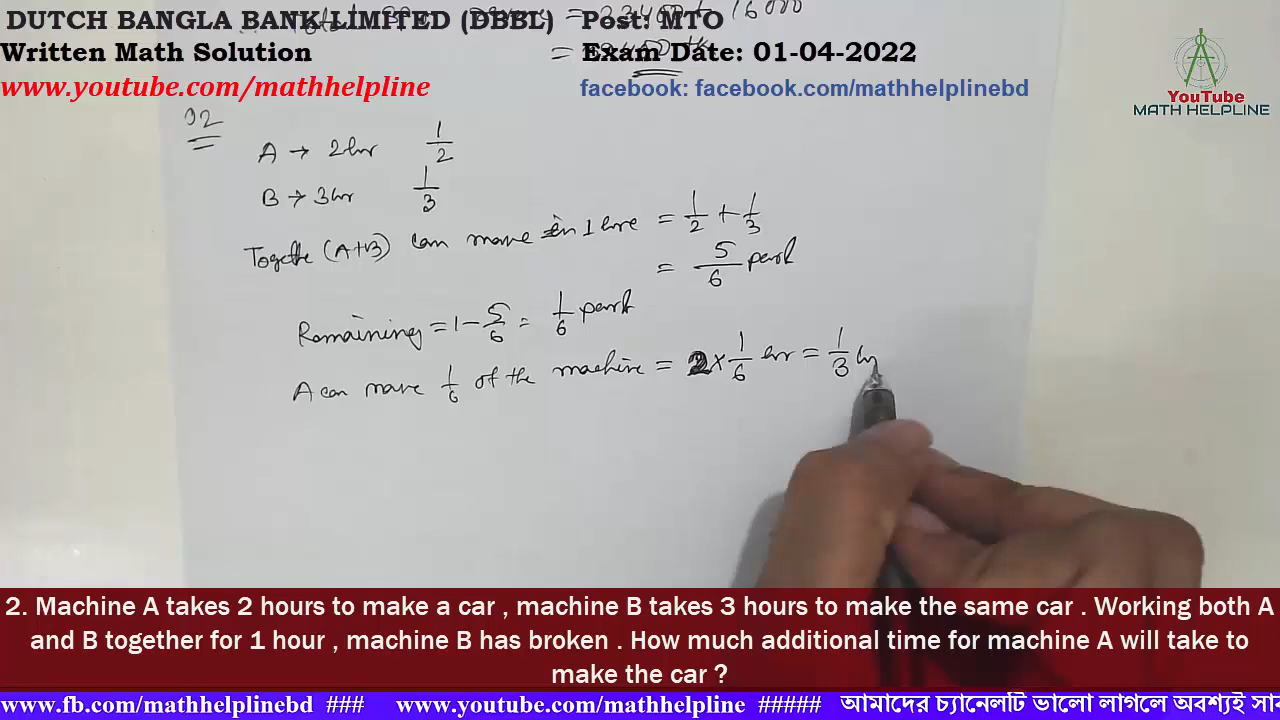 DUTCH BANGLA BANK LIMITED (DBBL) Post: MTO
Written Math Solution Exam Date: 01-04-2022
www.youtube.com/mathhelpline facebook: facebook.com/mathhelplinebd
YouTube
MATH HELPLINE
A → 2hr 1/2
B → 3hr 1/3
(A+B) can make in 1 hre = 1/2 + 1/3
= 5/6 part
Remaining = 1 - 5/6 = 1/6 part
A can make 1/6 of the machine = 2 × 1/6 hr = 1/3 hr
2. Machine A takes 2 hours to make a car , machine B takes 3 hours to make the same car . Working both A
and B together for 1 hour , machine B has broken . How much additional time for machine A will take to
make the car ?
www.fb.com/mathhelplinebd ### www.youtube.com/mathhelpline ##### আমাদের চ্যানেলটি ভালো লাগলে অবশ্যই